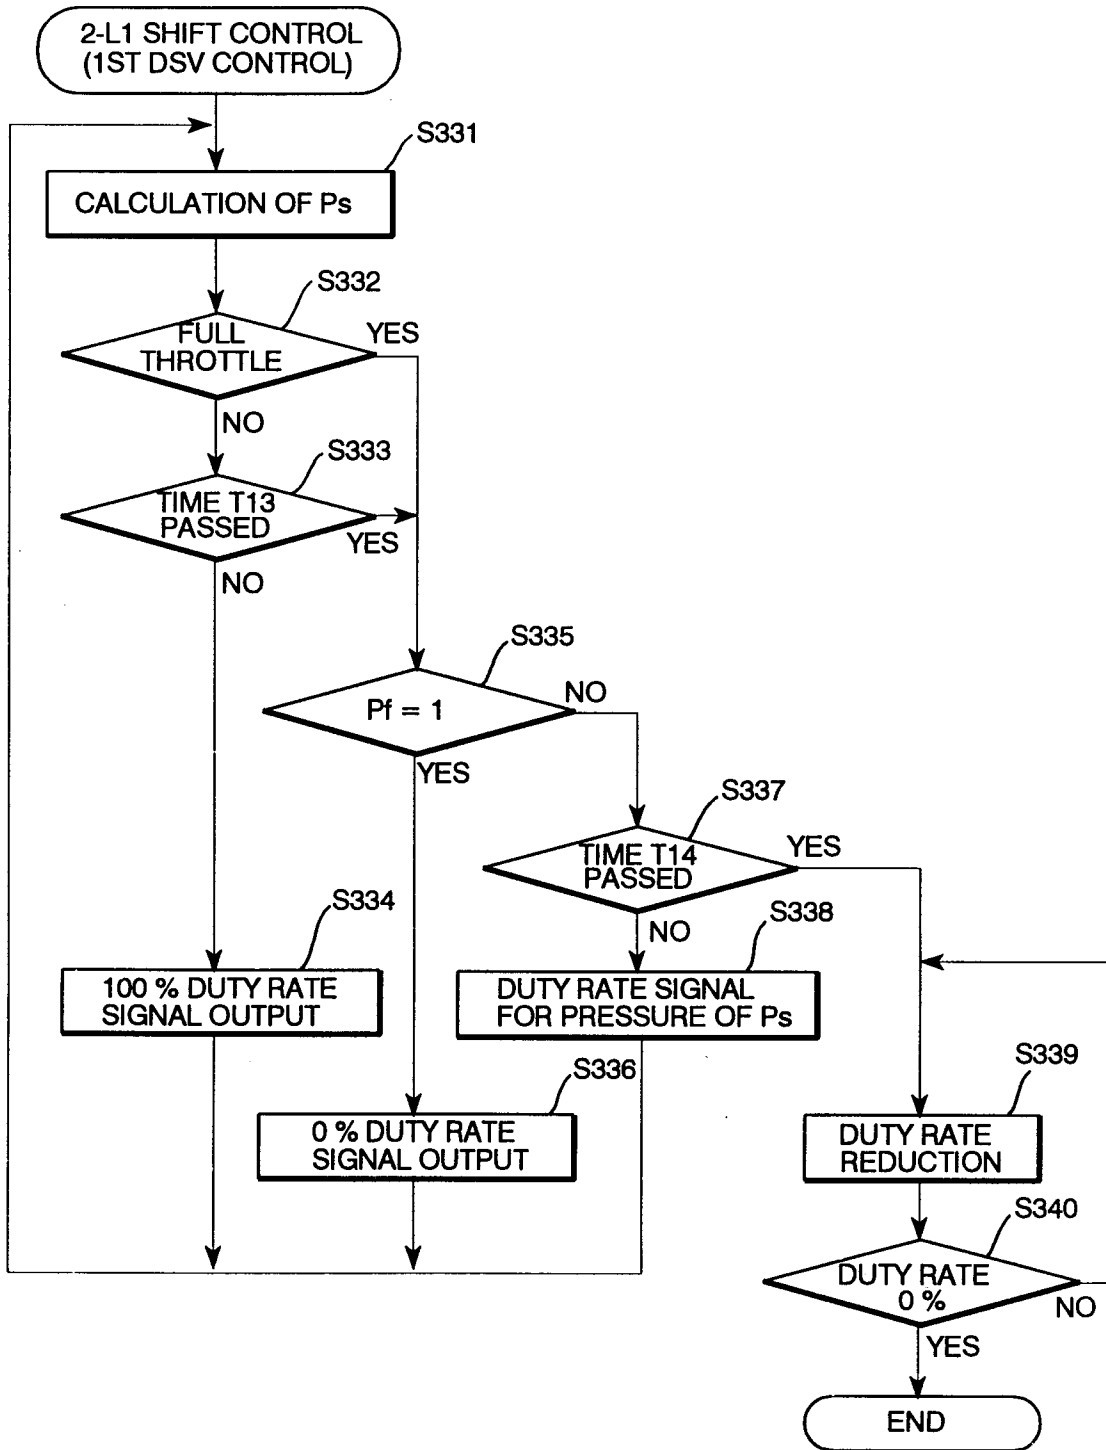 2-L1 SHIFT CONTROL
(1ST DSV CONTROL)
S331
CALCULATION OF Ps
S332
FULL
THROTTLE
YES
NO
S333
TIME T13
PASSED
YES
NO
S335
Pf = 1
NO
YES
S337
TIME T14
PASSED
YES
NO
S334
100 % DUTY RATE
SIGNAL OUTPUT
S338
DUTY RATE SIGNAL
FOR PRESSURE OF Ps
S336
0 % DUTY RATE
SIGNAL OUTPUT
S339
DUTY RATE
REDUCTION
S340
DUTY RATE
0 %
NO
YES
END